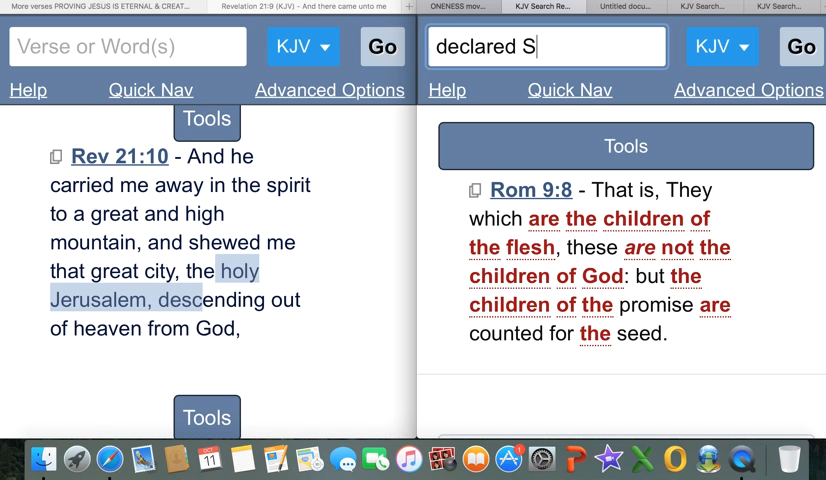 More verses PROVING JESUS IS ETERNAL & CREAT...
Revelation 21:9 (KJV) - And there came unto me
ONENESS mov...
KJV Search Re...
Untitled docu...
KJV Search...
KJV Search...
Verse or Word(s)
KJV
Go
Help
Quick Nav
Advanced Options
Tools
Rev 21:10 - And he
carried me away in the spirit
to a great and high
mountain, and shewed me
that great city, the holy
Jerusalem, descending out
of heaven from God,
Tools
declared S
KJV
Go
Help
Quick Nav
Advanced Options
Tools
Rom 9:8 - That is, They
which are the children of
the flesh, these are not the
children of God: but the
children of the promise are
counted for the seed.
OCT
11
1